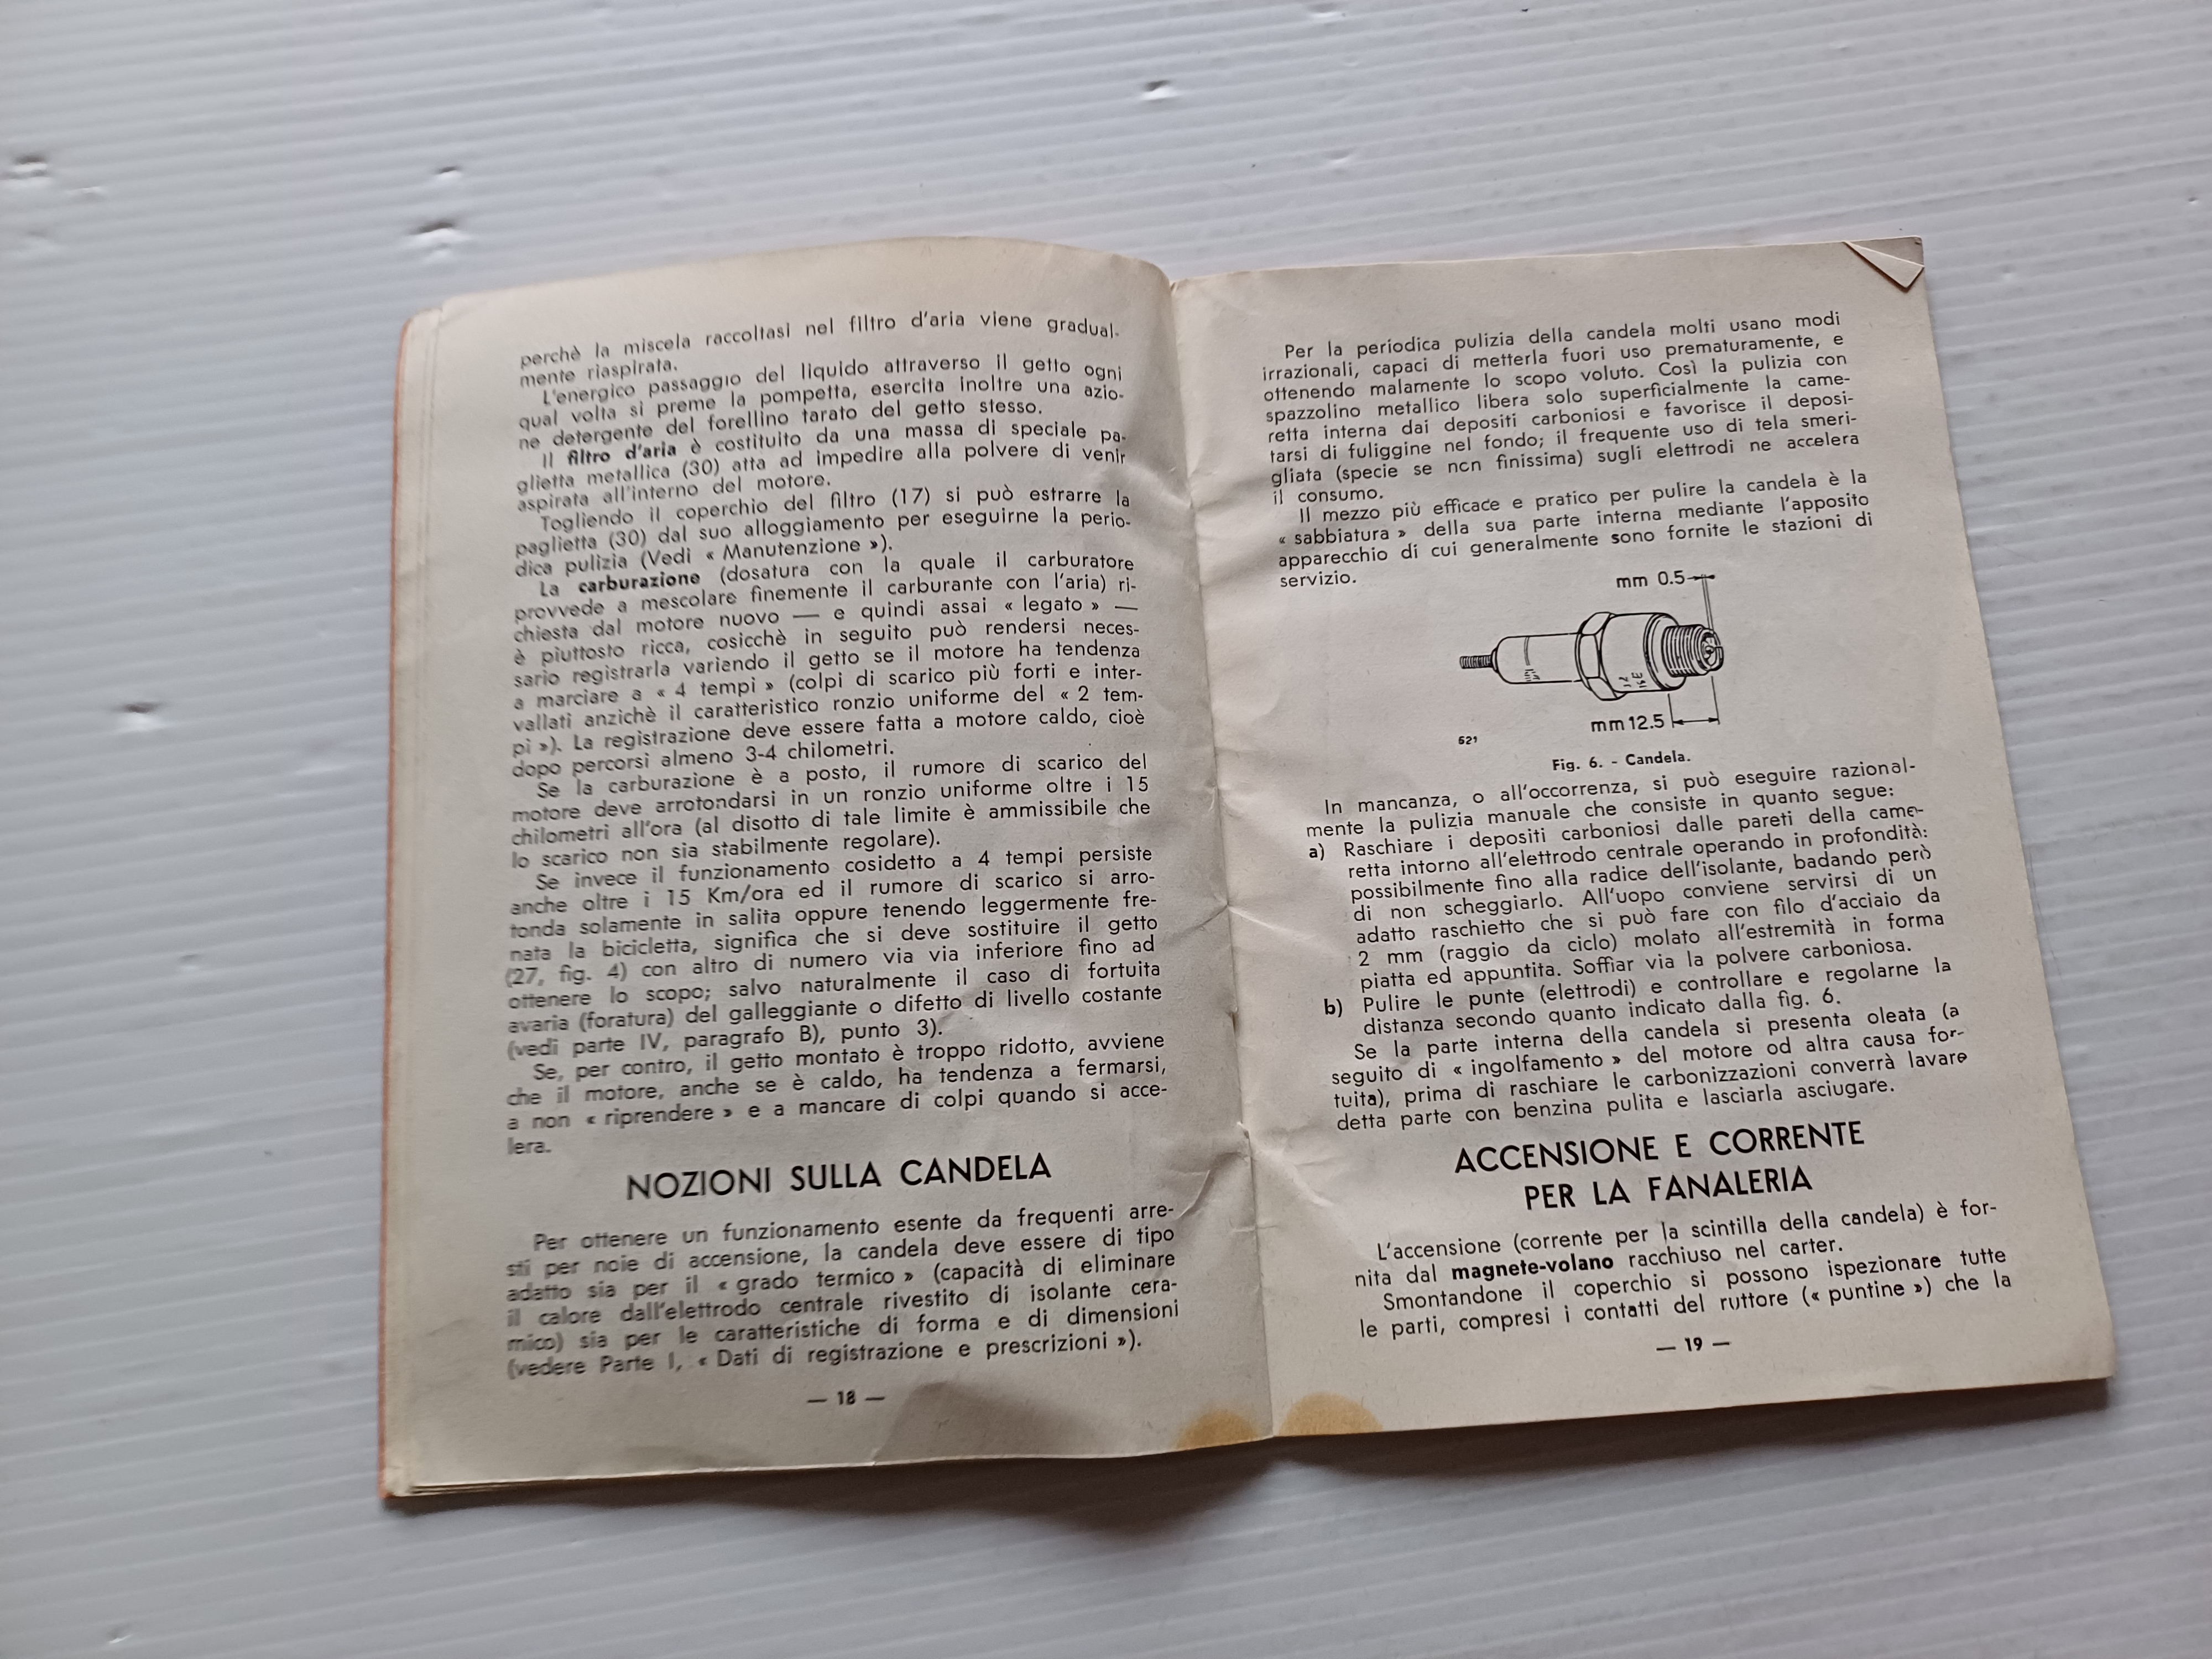 perchè la miscela raccoltasi nel filtro d'aria viene gradual-
mente riaspirata.
L'energico passaggio del liquido attraverso il getto ogni
qual volta si preme la pompetta, esercita inoltre una azio-
ne detergente del forellino tarato del getto stesso.
Il filtro d'aria è costituito da una massa di speciale pa-
glietta metallica (30) atta ad impedire alla polvere di venir
aspirata all'interno del motore.
Togliendo il coperchio del filtro (17) si può estrarre la
paglietta (30) dal suo alloggiamento per eseguirne la perio-
dica pulizia (Vedi « Manutenzione »).
La carburazione (dosatura con la quale il carburatore
provvede a mescolare finemente il carburante con l'aria) ri-
chiesta dal motore nuovo — e quindi assai « legato » —
è piuttosto ricca, cosicchè in seguito può rendersi neces-
sario registrarla variando il getto se il motore ha tendenza
a marciare a « 4 tempi » (colpi di scarico più forti e inter-
vallati anzichè il caratteristico ronzio uniforme del « 2 tem-
pi »). La registrazione deve essere fatta a motore caldo, cioè
dopo percorsi almeno 3-4 chilometri.
Se la carburazione è a posto, il rumore di scarico del
motore deve arrotondarsi in un ronzio uniforme oltre i 15
chilometri all'ora (al disotto di tale limite è ammissibile che
lo scarico non sia stabilmente regolare).
Se invece il funzionamento cosidetto a 4 tempi persiste
anche oltre i 15 Km/ora ed il rumore di scarico si arro-
tonda solamente in salita oppure tenendo leggermente fre-
nata la bicicletta, significa che si deve sostituire il getto
(27, fig. 4) con altro di numero via via inferiore fino ad
ottenere lo scopo; salvo naturalmente il caso di fortuita
avaria (foratura) del galleggiante o difetto di livello costante
(vedi parte IV, paragrafo B), punto 3).
Se, per contro, il getto montato è troppo ridotto, avviene
che il motore, anche se è caldo, ha tendenza a fermarsi,
a non « riprendere » e a mancare di colpi quando si acce-
lera.
NOZIONI SULLA CANDELA
Per ottenere un funzionamento esente da frequenti arre-
sti per noie di accensione, la candela deve essere di tipo
adatto sia per il « grado termico » (capacità di eliminare
il calore dall'elettrodo centrale rivestito di isolante cera-
mico) sia per le caratteristiche di forma e di dimensioni
(vedere Parte I, « Dati di registrazione e prescrizioni »).
— 18 —
Per la periodica pulizia della candela molti usano modi
irrazionali, capaci di metterla fuori uso prematuramente, e
ottenendo malamente lo scopo voluto. Così la pulizia con
spazzolino metallico libera solo superficialmente la came-
retta interna dai depositi carboniosi e favorisce il deposi-
tarsi di fuliggine nel fondo; il frequente uso di tela smeri-
gliata (specie se ncn finissima) sugli elettrodi ne accelera
il consumo.
Il mezzo più efficace e pratico per pulire la candela è la
« sabbiatura » della sua parte interna mediante l'apposito
apparecchio di cui generalmente sono fornite le stazioni di
servizio.
mm 0.5
mm 12.5
521
Fig. 6. - Candela.
In mancanza, o all'occorrenza, si può eseguire razional-
mente la pulizia manuale che consiste in quanto segue:
a) Raschiare i depositi carboniosi dalle pareti della came-
retta intorno all'elettrodo centrale operando in profondità:
possibilmente fino alla radice dell'isolante, badando però
di non scheggiarlo. All'uopo conviene servirsi di un
adatto raschietto che si può fare con filo d'acciaio da
2 mm (raggio da ciclo) molato all'estremità in forma
piatta ed appuntita. Soffiar via la polvere carboniosa.
b) Pulire le punte (elettrodi) e controllare e regolarne la
distanza secondo quanto indicato dalla fig. 6.
Se la parte interna della candela si presenta oleata (a
seguito di « ingolfamento » del motore od altra causa for-
tuita), prima di raschiare le carbonizzazioni converrà lavare
detta parte con benzina pulita e lasciarla asciugare.
ACCENSIONE E CORRENTE
PER LA FANALERIA
L'accensione (corrente per la scintilla della candela) è for-
nita dal magnete-volano racchiuso nel carter.
Smontandone il coperchio si possono ispezionare tutte
le parti, compresi i contatti del ruttore (« puntine ») che la
— 19 —